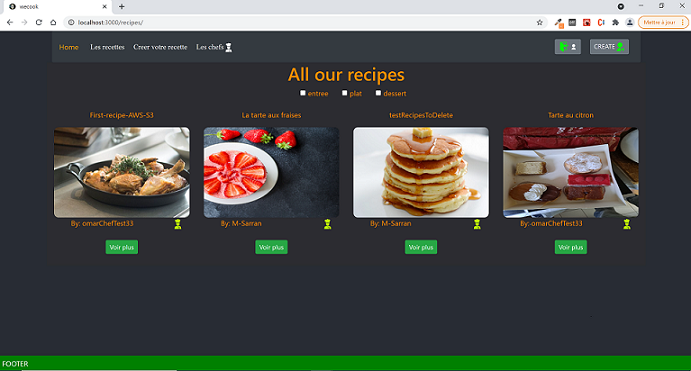 wecook
localhost:3000/recipes/
Mettre à jour
Home Les recettes Creer votre recette Les chefs CREATE
All our recipes
entree plat dessert
First-recipe-AWS-S3 La tarte aux fraises testRecipesToDelete Tarte au citron
By: omarChefTest33 By: M-Sarran By: M-Sarran By: omarChefTest33
Voir plus Voir plus Voir plus Voir plus
FOOTER